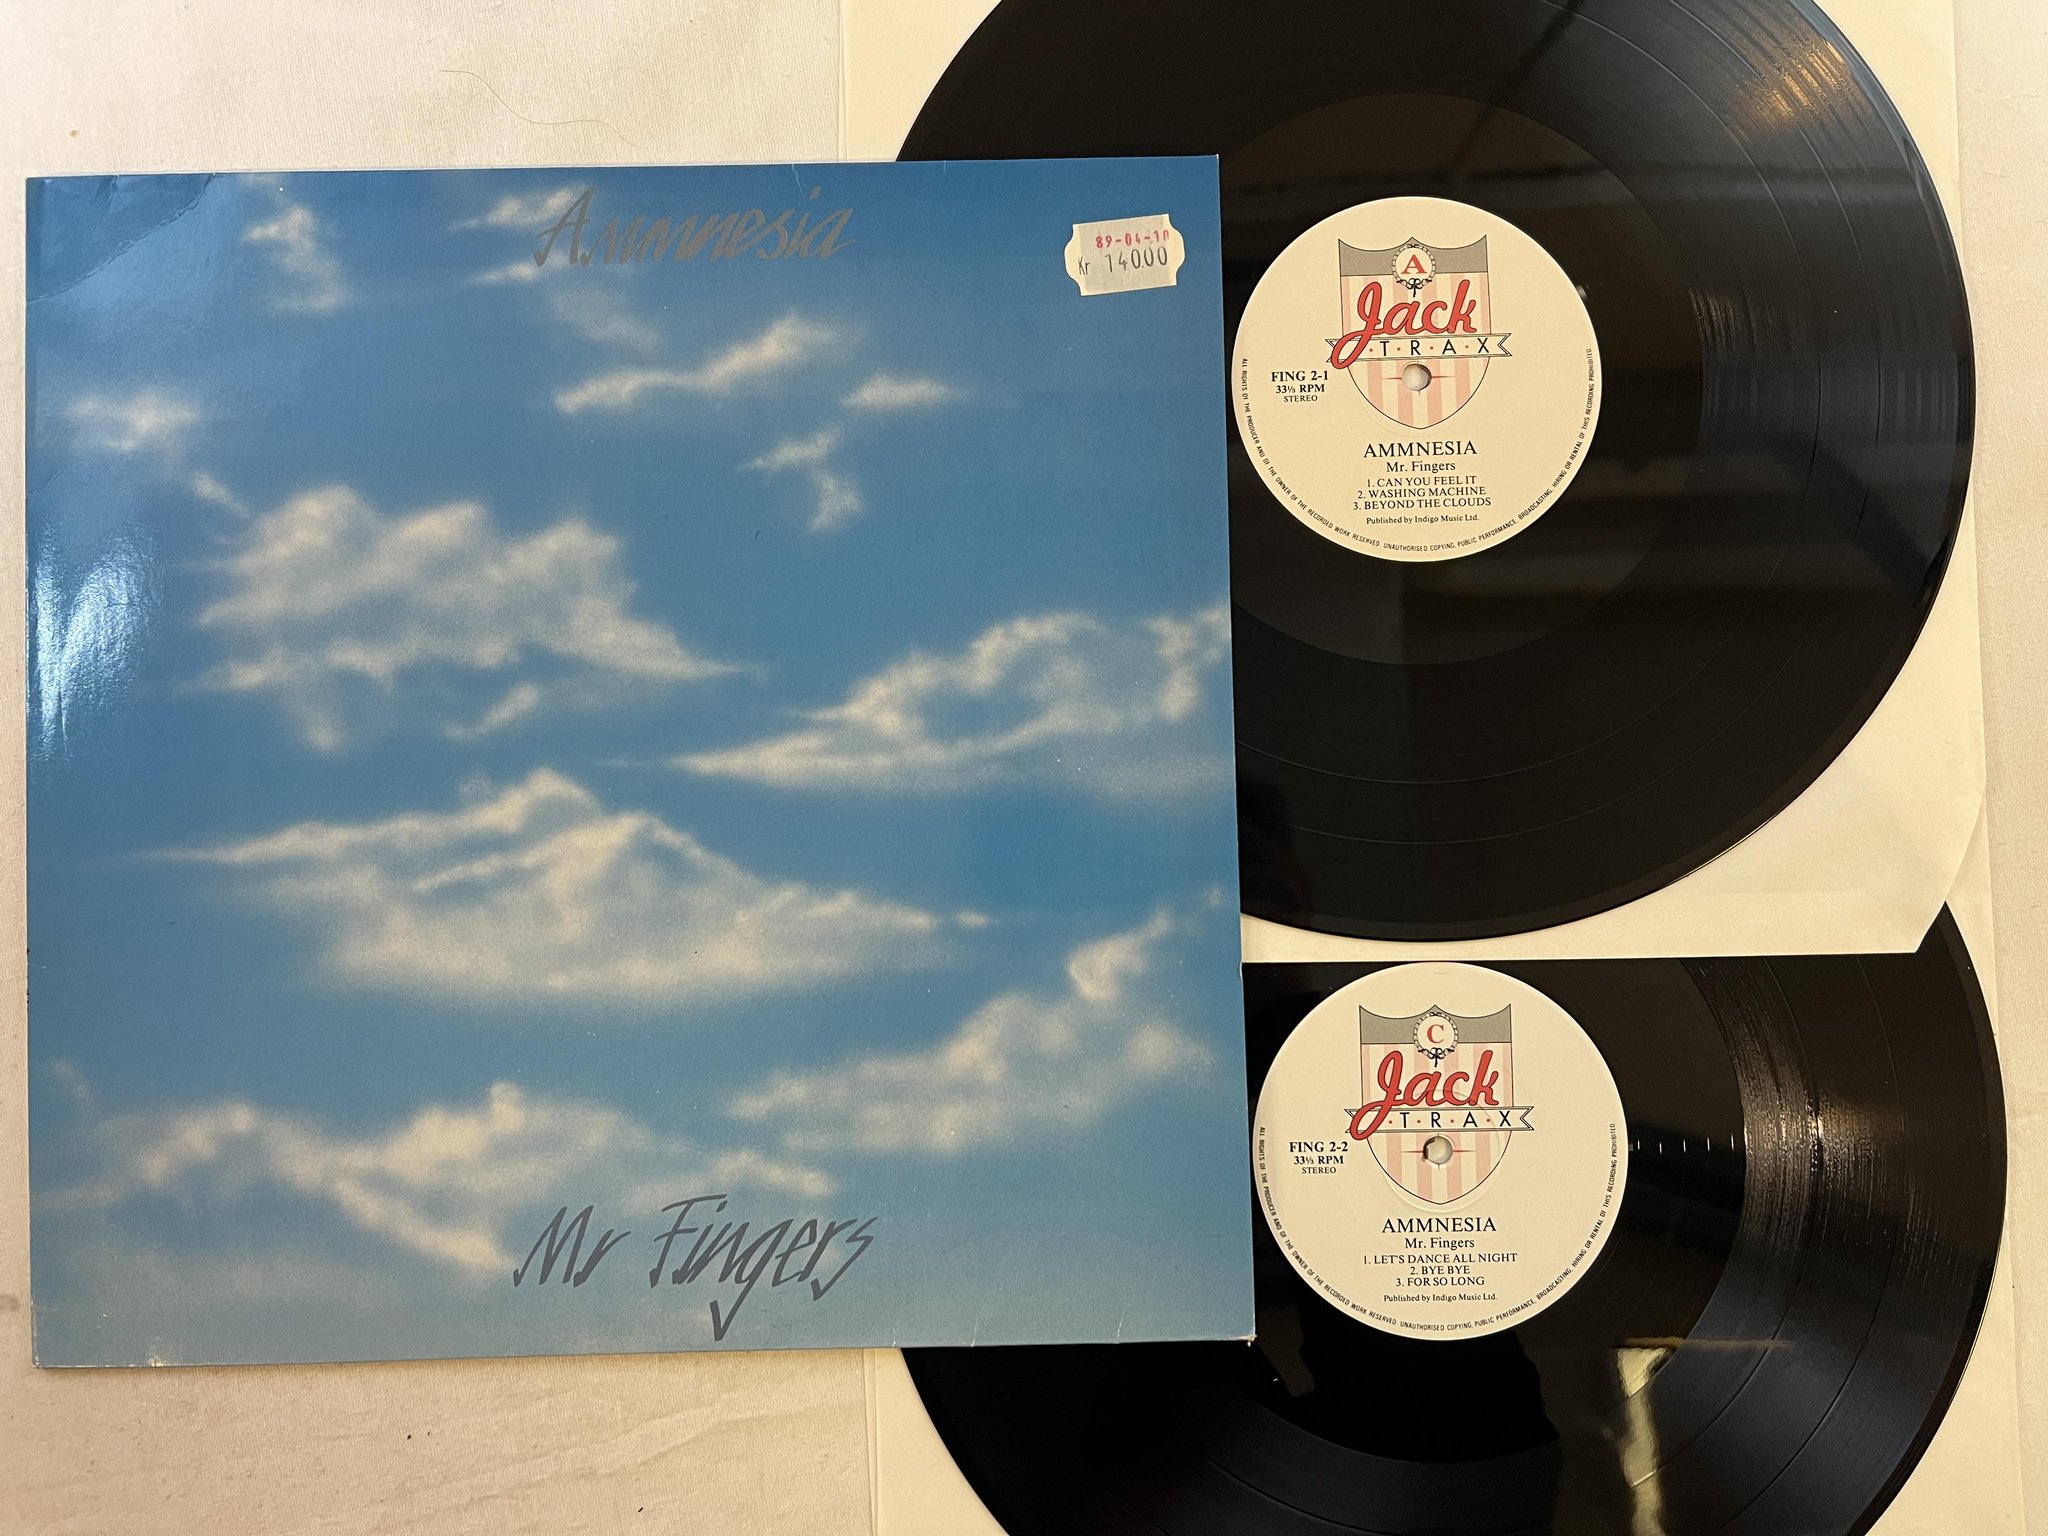 Ammnesia
89-04-10
Kr 140.00
Mr Fingers
A
Jack
·T·R·A·X
FING 2-1
33⅓ RPM
STEREO
AMMNESIA
Mr. Fingers
1. CAN YOU FEEL IT
2. WASHING MACHINE
3. BEYOND THE CLOUDS
Published by Indigo Music Ltd.
ALL RIGHTS OF THE PRODUCER AND OF THE OWNER OF THE RECORDED WORK RESERVED. UNAUTHORISED COPYING, PUBLIC PERFORMANCE, BROADCASTING, HIRING OR RENTAL OF THIS RECORDING PROHIBITED
C
Jack
·T·R·A·X
FING 2-2
33⅓ RPM
STEREO
AMMNESIA
Mr. Fingers
1. LET'S DANCE ALL NIGHT
2. BYE BYE
3. FOR SO LONG
Published by Indigo Music Ltd.
ALL RIGHTS OF THE PRODUCER AND OF THE OWNER OF THE RECORDED WORK RESERVED. UNAUTHORISED COPYING, PUBLIC PERFORMANCE, BROADCASTING, HIRING OR RENTAL OF THIS RECORDING PROHIBITED